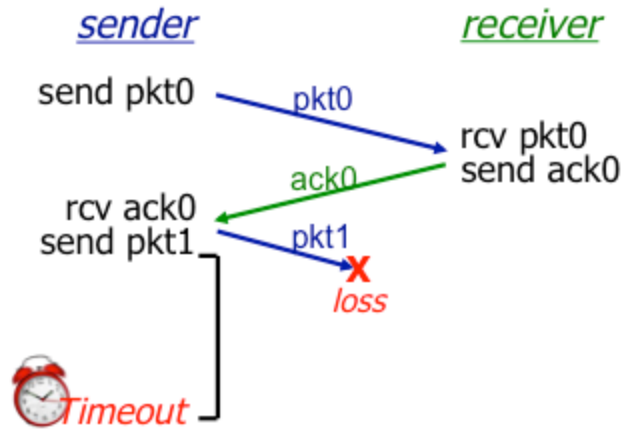 sender
receiver
send pkt0
pkt0
rcv pkt0
send ack0
ack0
rcv ack0
send pkt1
pkt1
X
loss
Timeout